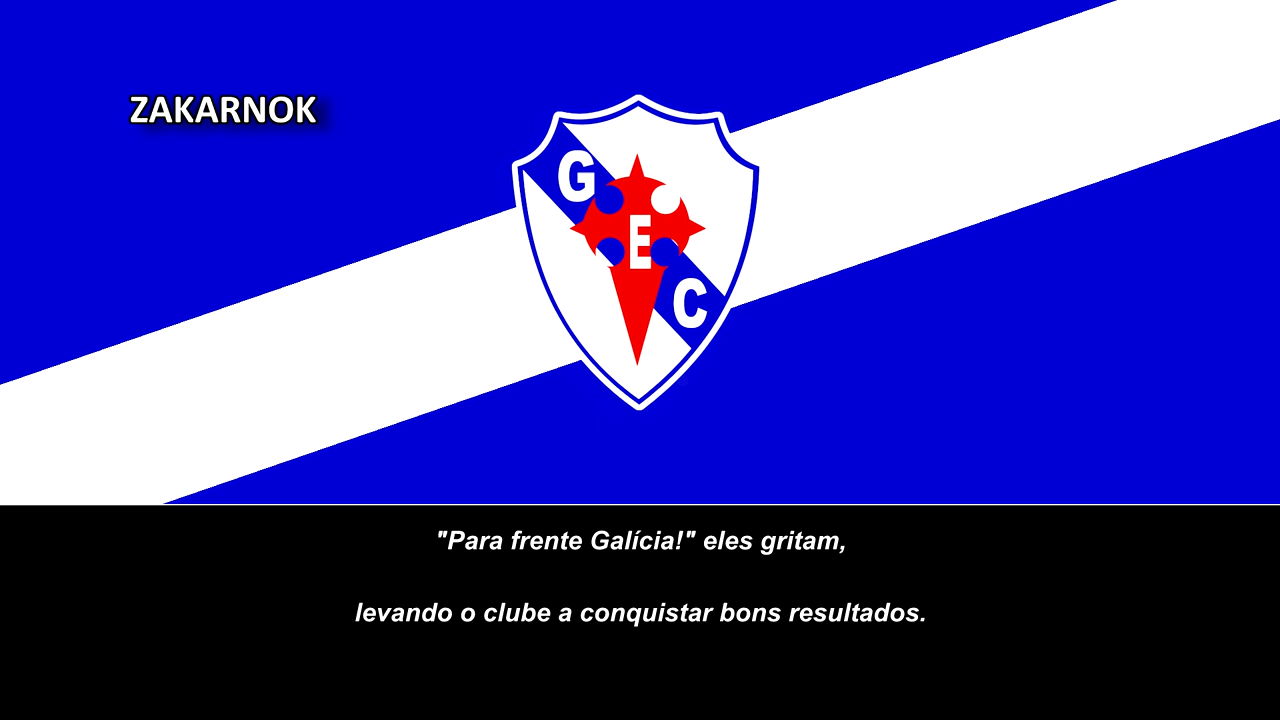 ZAKARNOK
G
E
C
"Para frente Galícia!" eles gritam,
levando o clube a conquistar bons resultados.